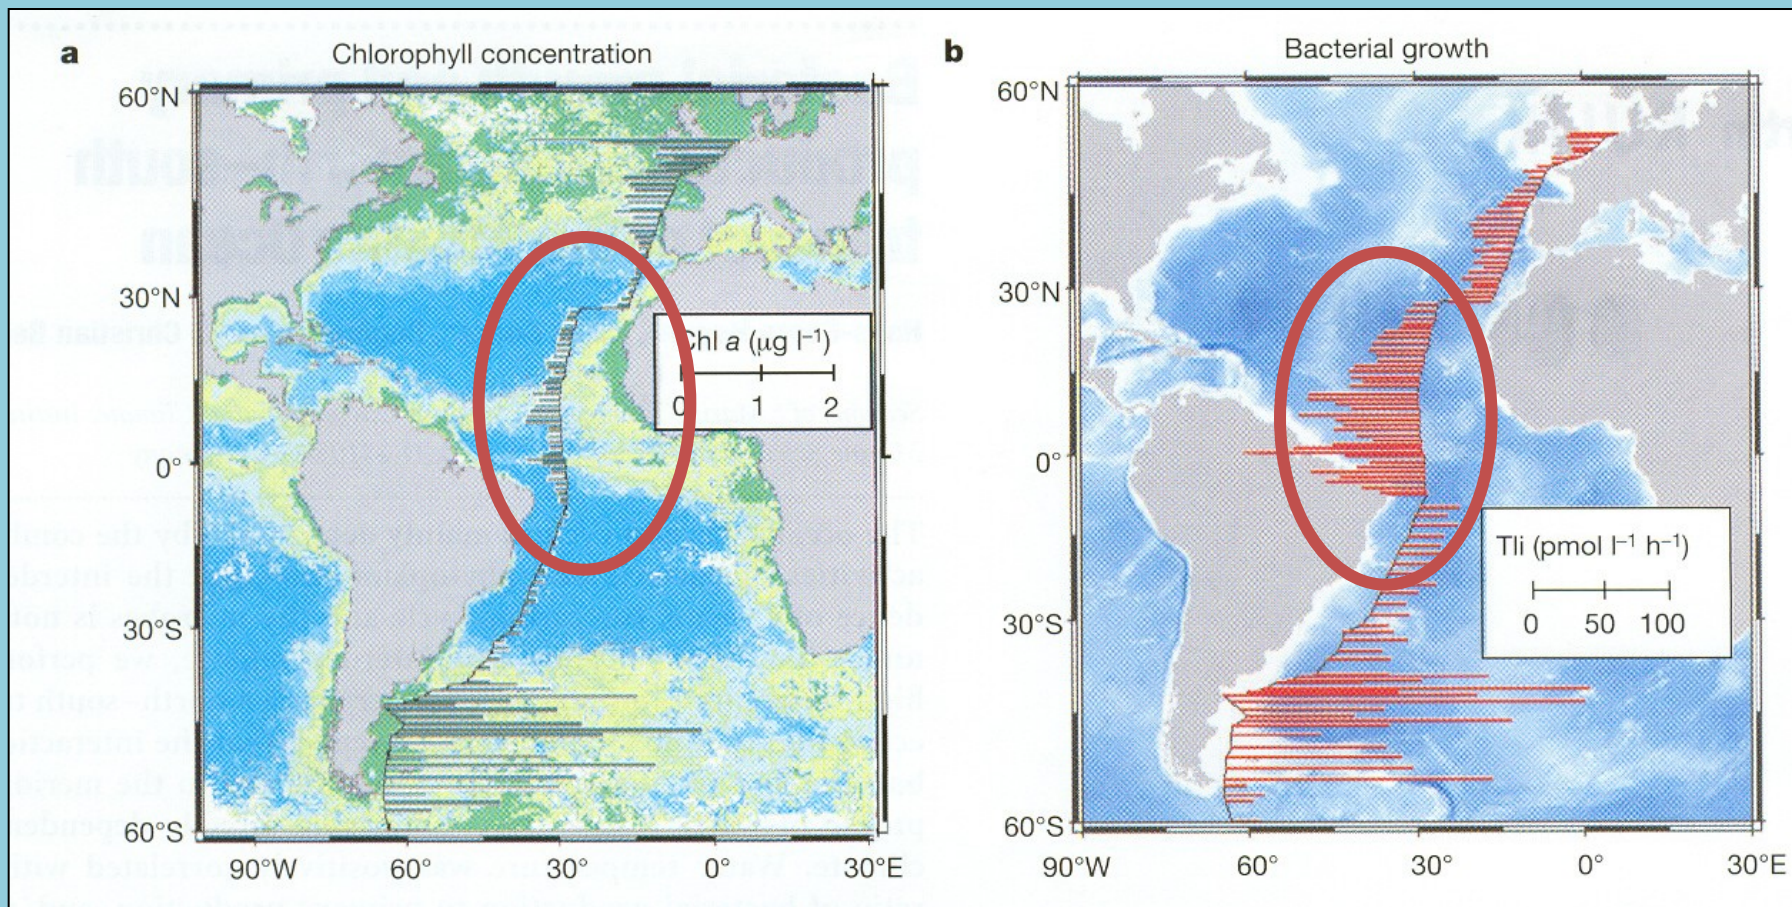 a
Chlorophyll concentration
60°N
30°N
0°
30°S
60°S
90°W
60°
30°
0°
30°E
Chl a (μg l⁻¹)
0 1 2
b
Bacterial growth
60°N
30°N
0°
30°S
60°S
90°W
60°
30°
0°
30°E
Tli (pmol l⁻¹ h⁻¹)
0 50 100